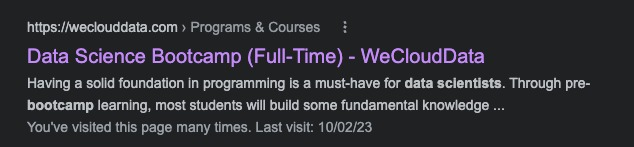 https://weclouddata.com › Programs & Courses ⋮
Data Science Bootcamp (Full-Time) - WeCloudData
Having a solid foundation in programming is a must-have for data scientists. Through pre-
bootcamp learning, most students will build some fundamental knowledge ...
You've visited this page many times. Last visit: 10/02/23